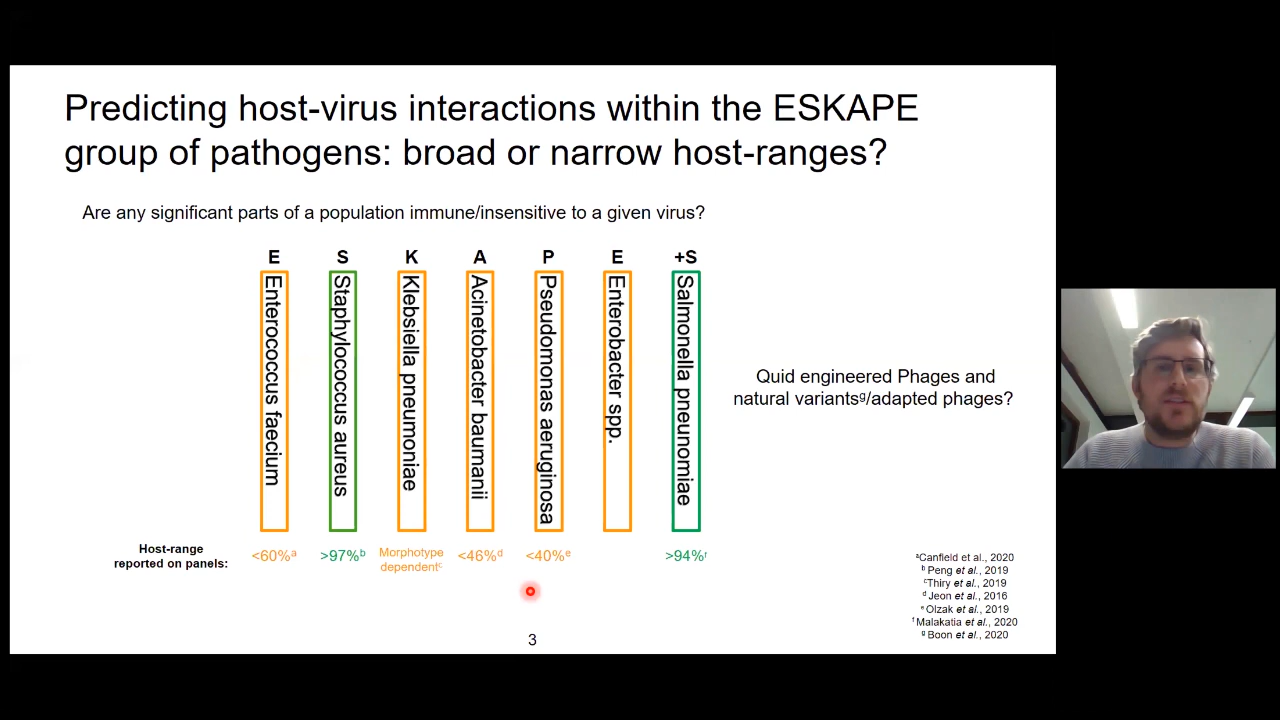 Predicting host-virus interactions within the ESKAPE
group of pathogens: broad or narrow host-ranges?
Are any significant parts of a population immune/insensitive to a given virus?
E S K A P E +S
Enterococcus faecium
Staphylococcus aureus
Klebsiella pneumoniae
Acinetobacter baumanii
Pseudomonas aeruginosa
Enterobacter spp.
Salmonella pneunomiae
Quid engineered Phages and
natural variantsᵍ/adapted phages?
Host-range
reported on panels:
<60%ᵃ
>97%ᵇ
Morphotype
dependentᶜ
<46%ᵈ
<40%ᵉ
>94%ᶠ
ᵃCanfield et al., 2020
ᵇ Peng et al., 2019
ᶜThiry et al., 2019
ᵈ Jeon et al., 2016
ᵉ Olzak et al., 2019
ᶠ Malakatia et al., 2020
ᵍ Boon et al., 2020
3